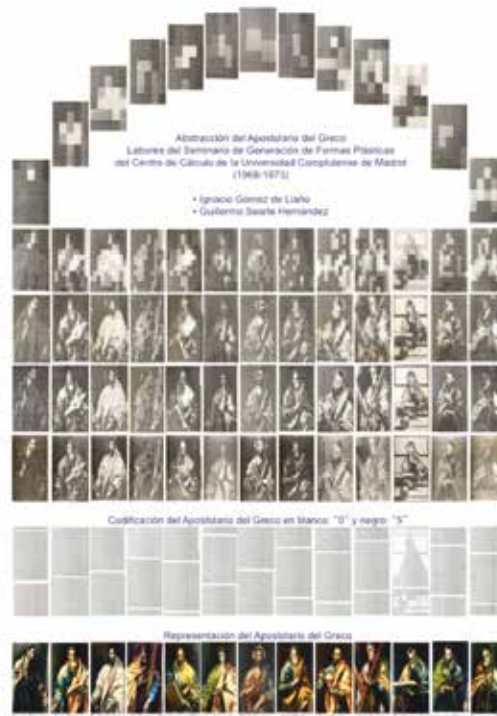 Abstracción del Apostolario del Greco
Labores del Seminario de Generación de Formas Plásticas
del Centro de Cálculo de la Universidad Complutense de Madrid
(1968-1973)
• Ignacio Gómez de Liaño
• Guillermo Searle Hernández
Codificación del Apostolario del Greco en blanco: "0" y negro: "5"
Representación del Apostolario del Greco